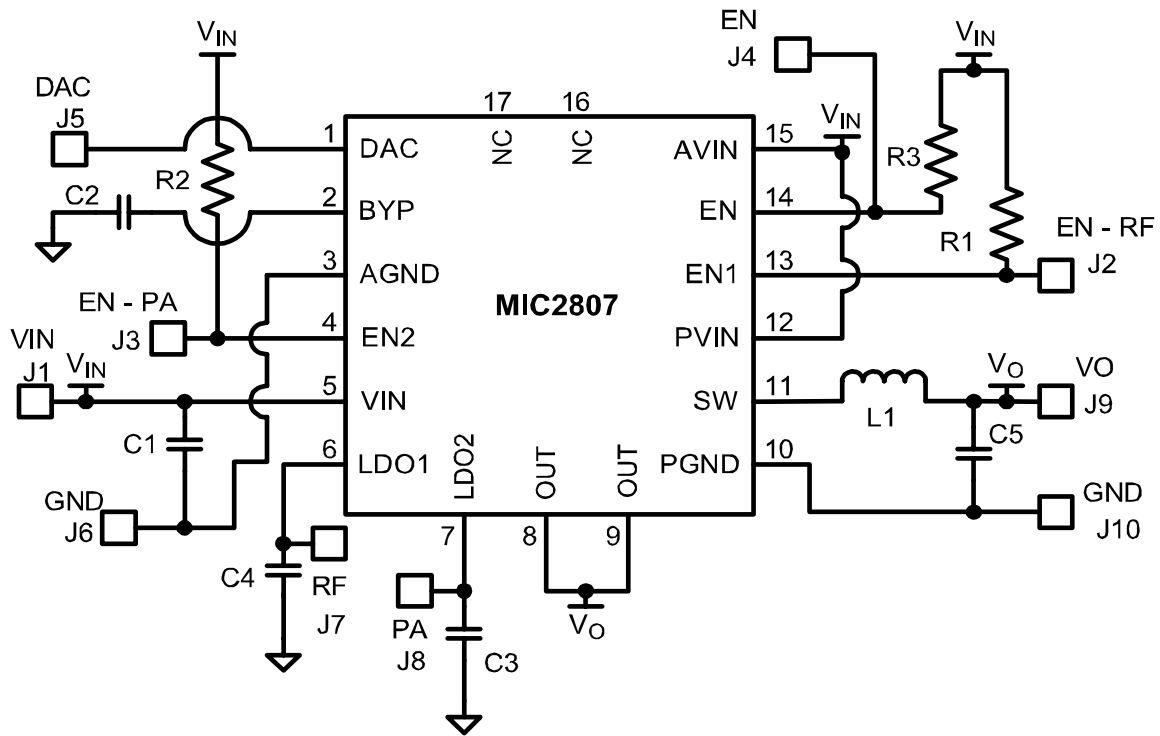 EN
J4
VIN
VIN
DAC
J5
17
NC
16
NC
VIN
1
DAC
AVIN
15
R3
R2
C2
2
BYP
EN
14
R1
EN - RF
J2
3
AGND
EN1
13
EN - PA
J3
MIC2807
4
EN2
PVIN
12
VIN
J1
VIN
5
VIN
SW
11
L1
VO
VO
J9
C1
C5
6
LDO1
LDO2
OUT
OUT
PGND
10
GND
J6
GND
J10
7
8
9
C4
RF
J7
PA
J8
C3
VO